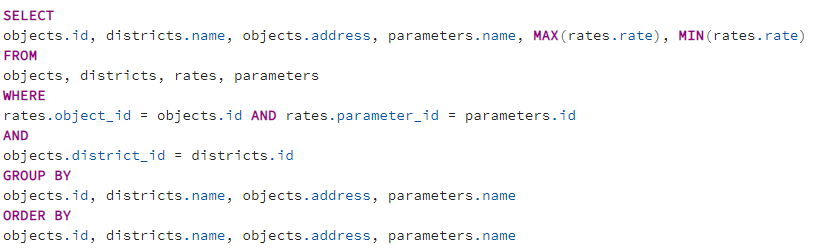 SELECT
objects.id, districts.name, objects.address, parameters.name, MAX(rates.rate), MIN(rates.rate)
FROM
objects, districts, rates, parameters
WHERE
rates.object_id = objects.id AND rates.parameter_id = parameters.id
AND
objects.district_id = districts.id
GROUP BY
objects.id, districts.name, objects.address, parameters.name
ORDER BY
objects.id, districts.name, objects.address, parameters.name